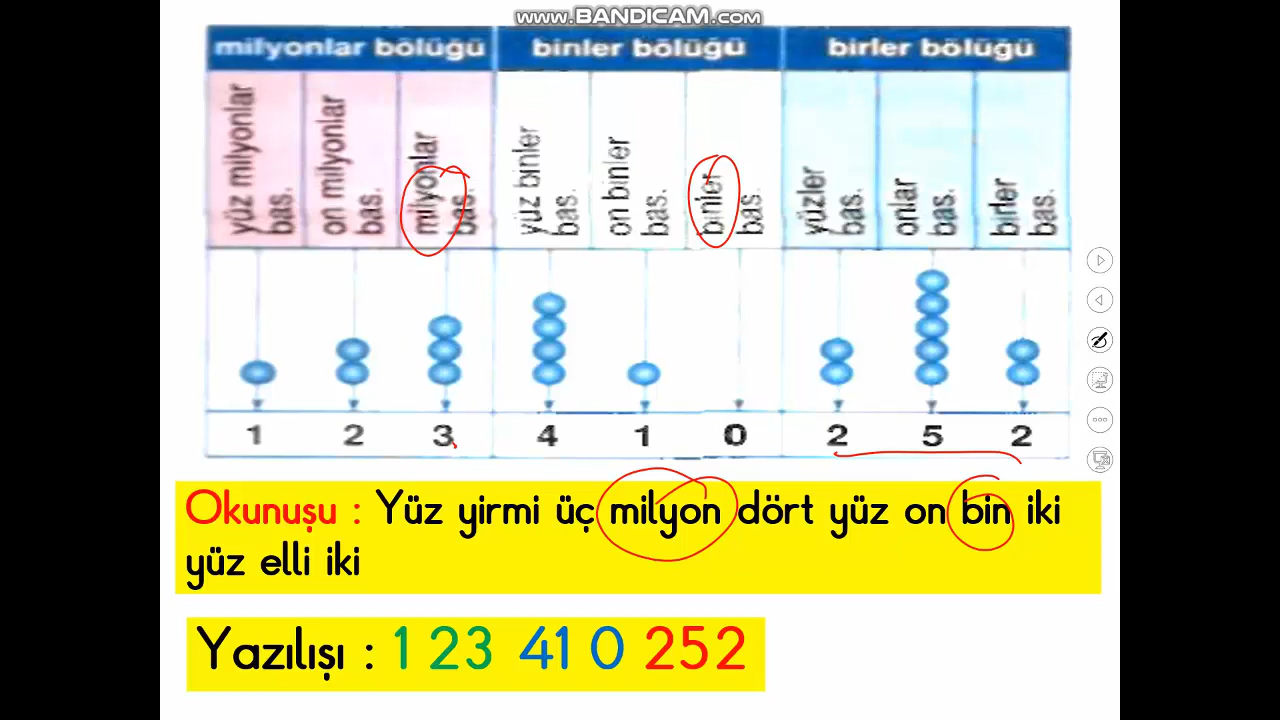 www.BANDICAM.com
milyonlar bölüğü binler bölüğü birler bölüğü
yüz milyonlar bas. on milyonlar bas. milyonlar bas. yüz binler bas. on binler bas. binler bas. yüzler bas. onlar bas. birler bas.
1 2 3 4 1 0 2 5 2
Okunuşu : Yüz yirmi üç milyon dört yüz on bin iki
yüz elli iki
Yazılışı : 1 23 41 0 252